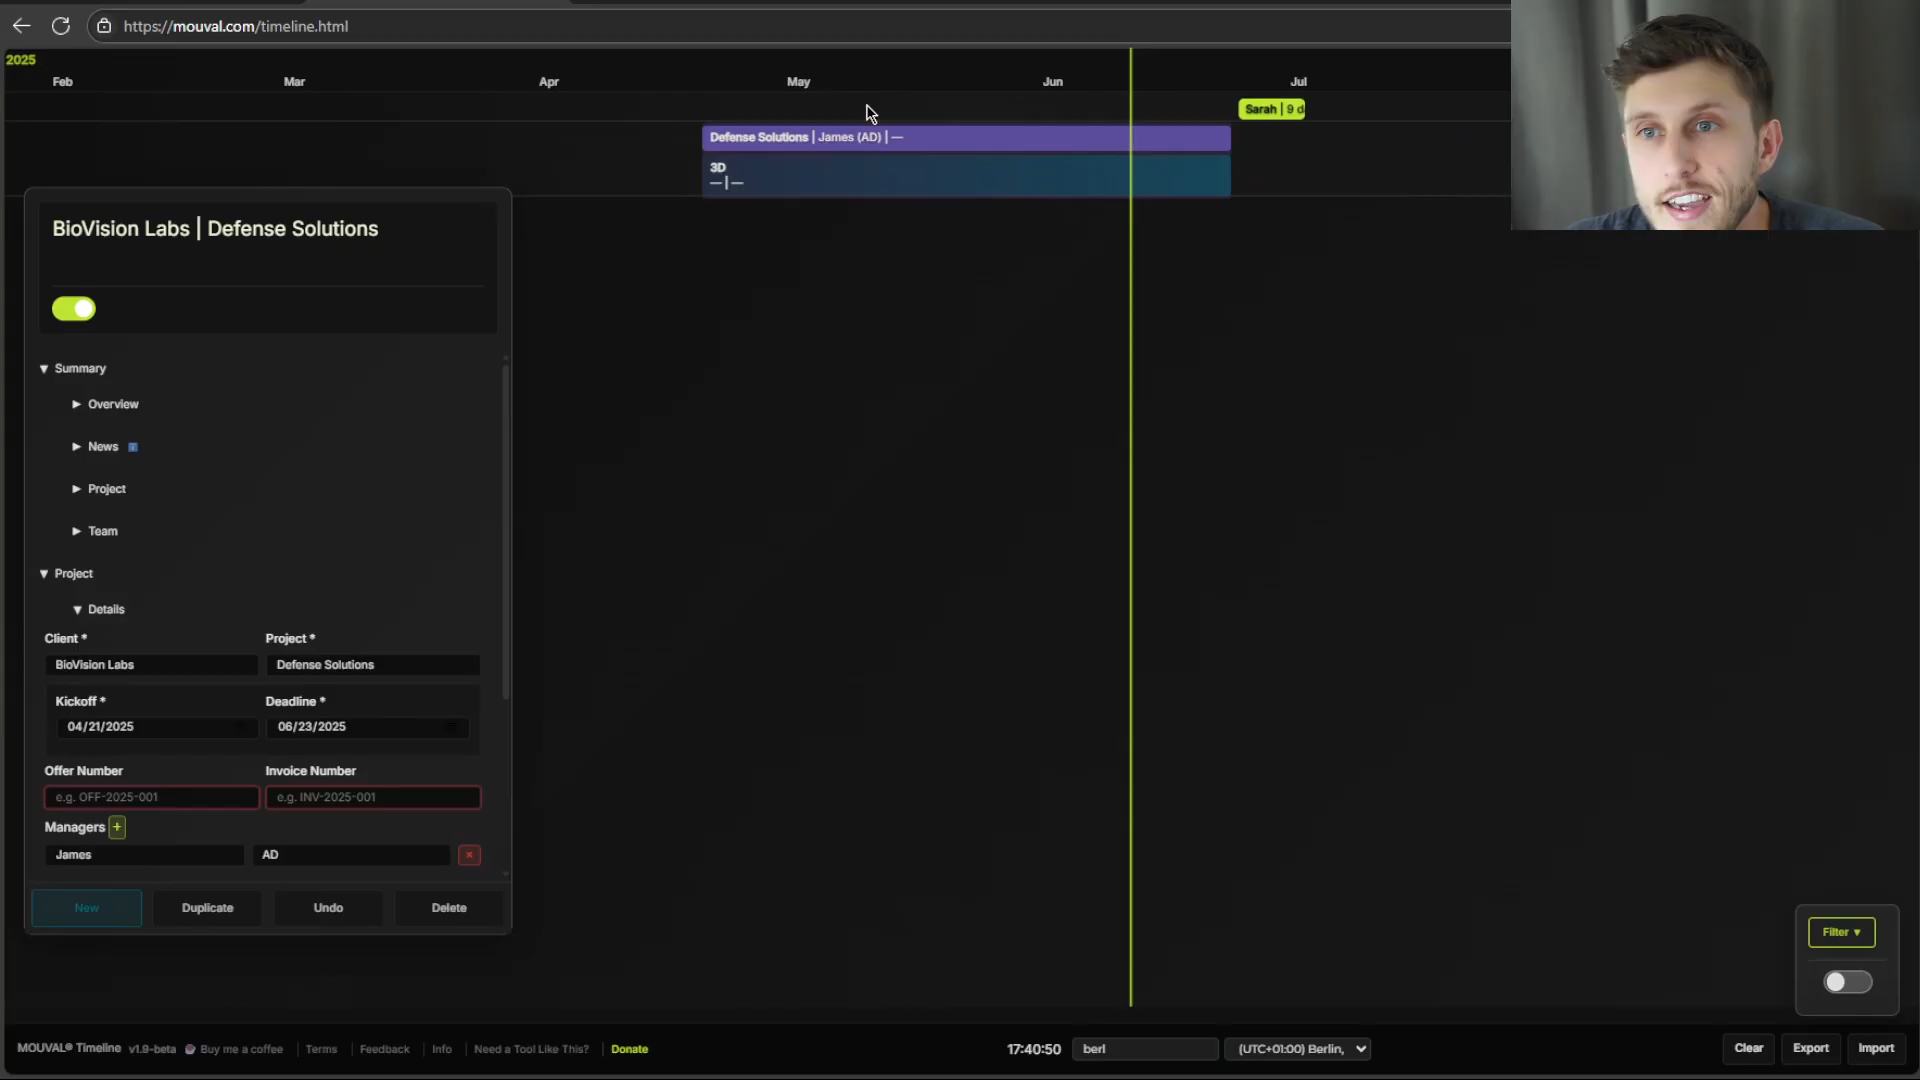 https://mouval.com/timeline.html
2025
Feb Mar Apr May Jun Jul
Sarah | 9 d
Defense Solutions | James (AD) | —
3D
— | —
BioVision Labs | Defense Solutions
▼ Summary
► Overview
► News
► Project
► Team
▼ Project
▼ Details
Client * Project *
BioVision Labs Defense Solutions
Kickoff * Deadline *
04/21/2025 06/23/2025
Offer Number Invoice Number
e.g. OFF-2025-001 e.g. INV-2025-001
Managers +
James AD ×
New Duplicate Undo Delete
Filter ▼
MOUVAL® Timeline v1.9-beta Buy me a coffee | Terms | Feedback | Info | Need a Tool Like This? | Donate 17:40:50 berl (UTC+01:00) Berlin, Clear Export Import